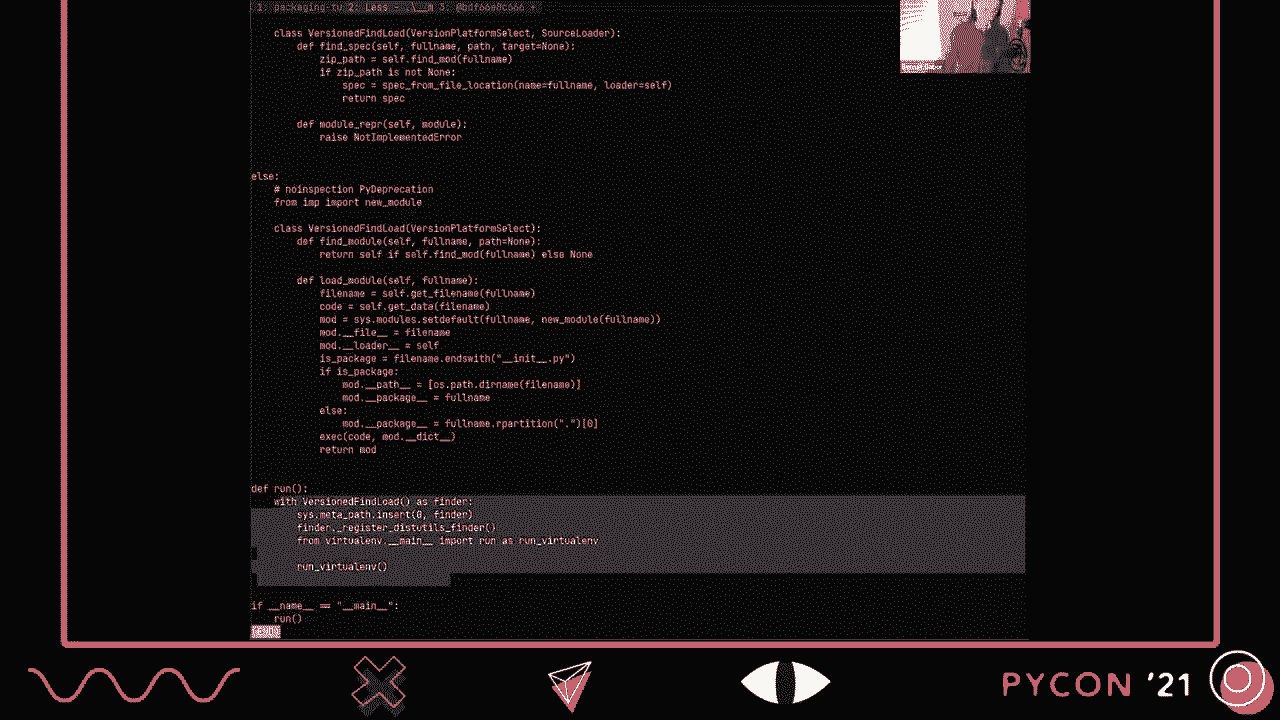 1. packaging-tu 2. Less - .\__m 3.
class VersionedFindLoad(VersionPlatformSelect, SourceLoader):
def find_spec(self, fullname, path, target=None):
zip_path = self.find_mod(fullname)
if zip_path is not None:
spec = spec_from_file_location(name=fullname, loader=self)
return spec
def module_repr(self, module):
raise NotImplementedError
else:
# noinspection PyDeprecation
from imp import new_module
class VersionedFindLoad(VersionPlatformSelect):
def find_module(self, fullname, path=None):
return self if self.find_mod(fullname) else None
def load_module(self, fullname):
filename = self.get_filename(fullname)
code = self.get_data(filename)
mod = sys.modules.setdefault(fullname, new_module(fullname))
mod.__file__ = filename
mod.__loader__ = self
is_package = filename.endswith("__init__.py")
if is_package:
mod.__path__ = [os.path.dirname(filename)]
mod.__package__ = fullname
else:
mod.__package__ = fullname.rpartition(".")[0]
exec(code, mod.__dict__)
return mod
def run():
with VersionedFindLoad() as finder:
sys.meta_path.insert(0, finder)
finder._register_distutils_finder()
from virtualenv.__main__ import run as run_virtualenv
run_virtualenv()
if __name__ == "__main__":
run()
PYCON '21